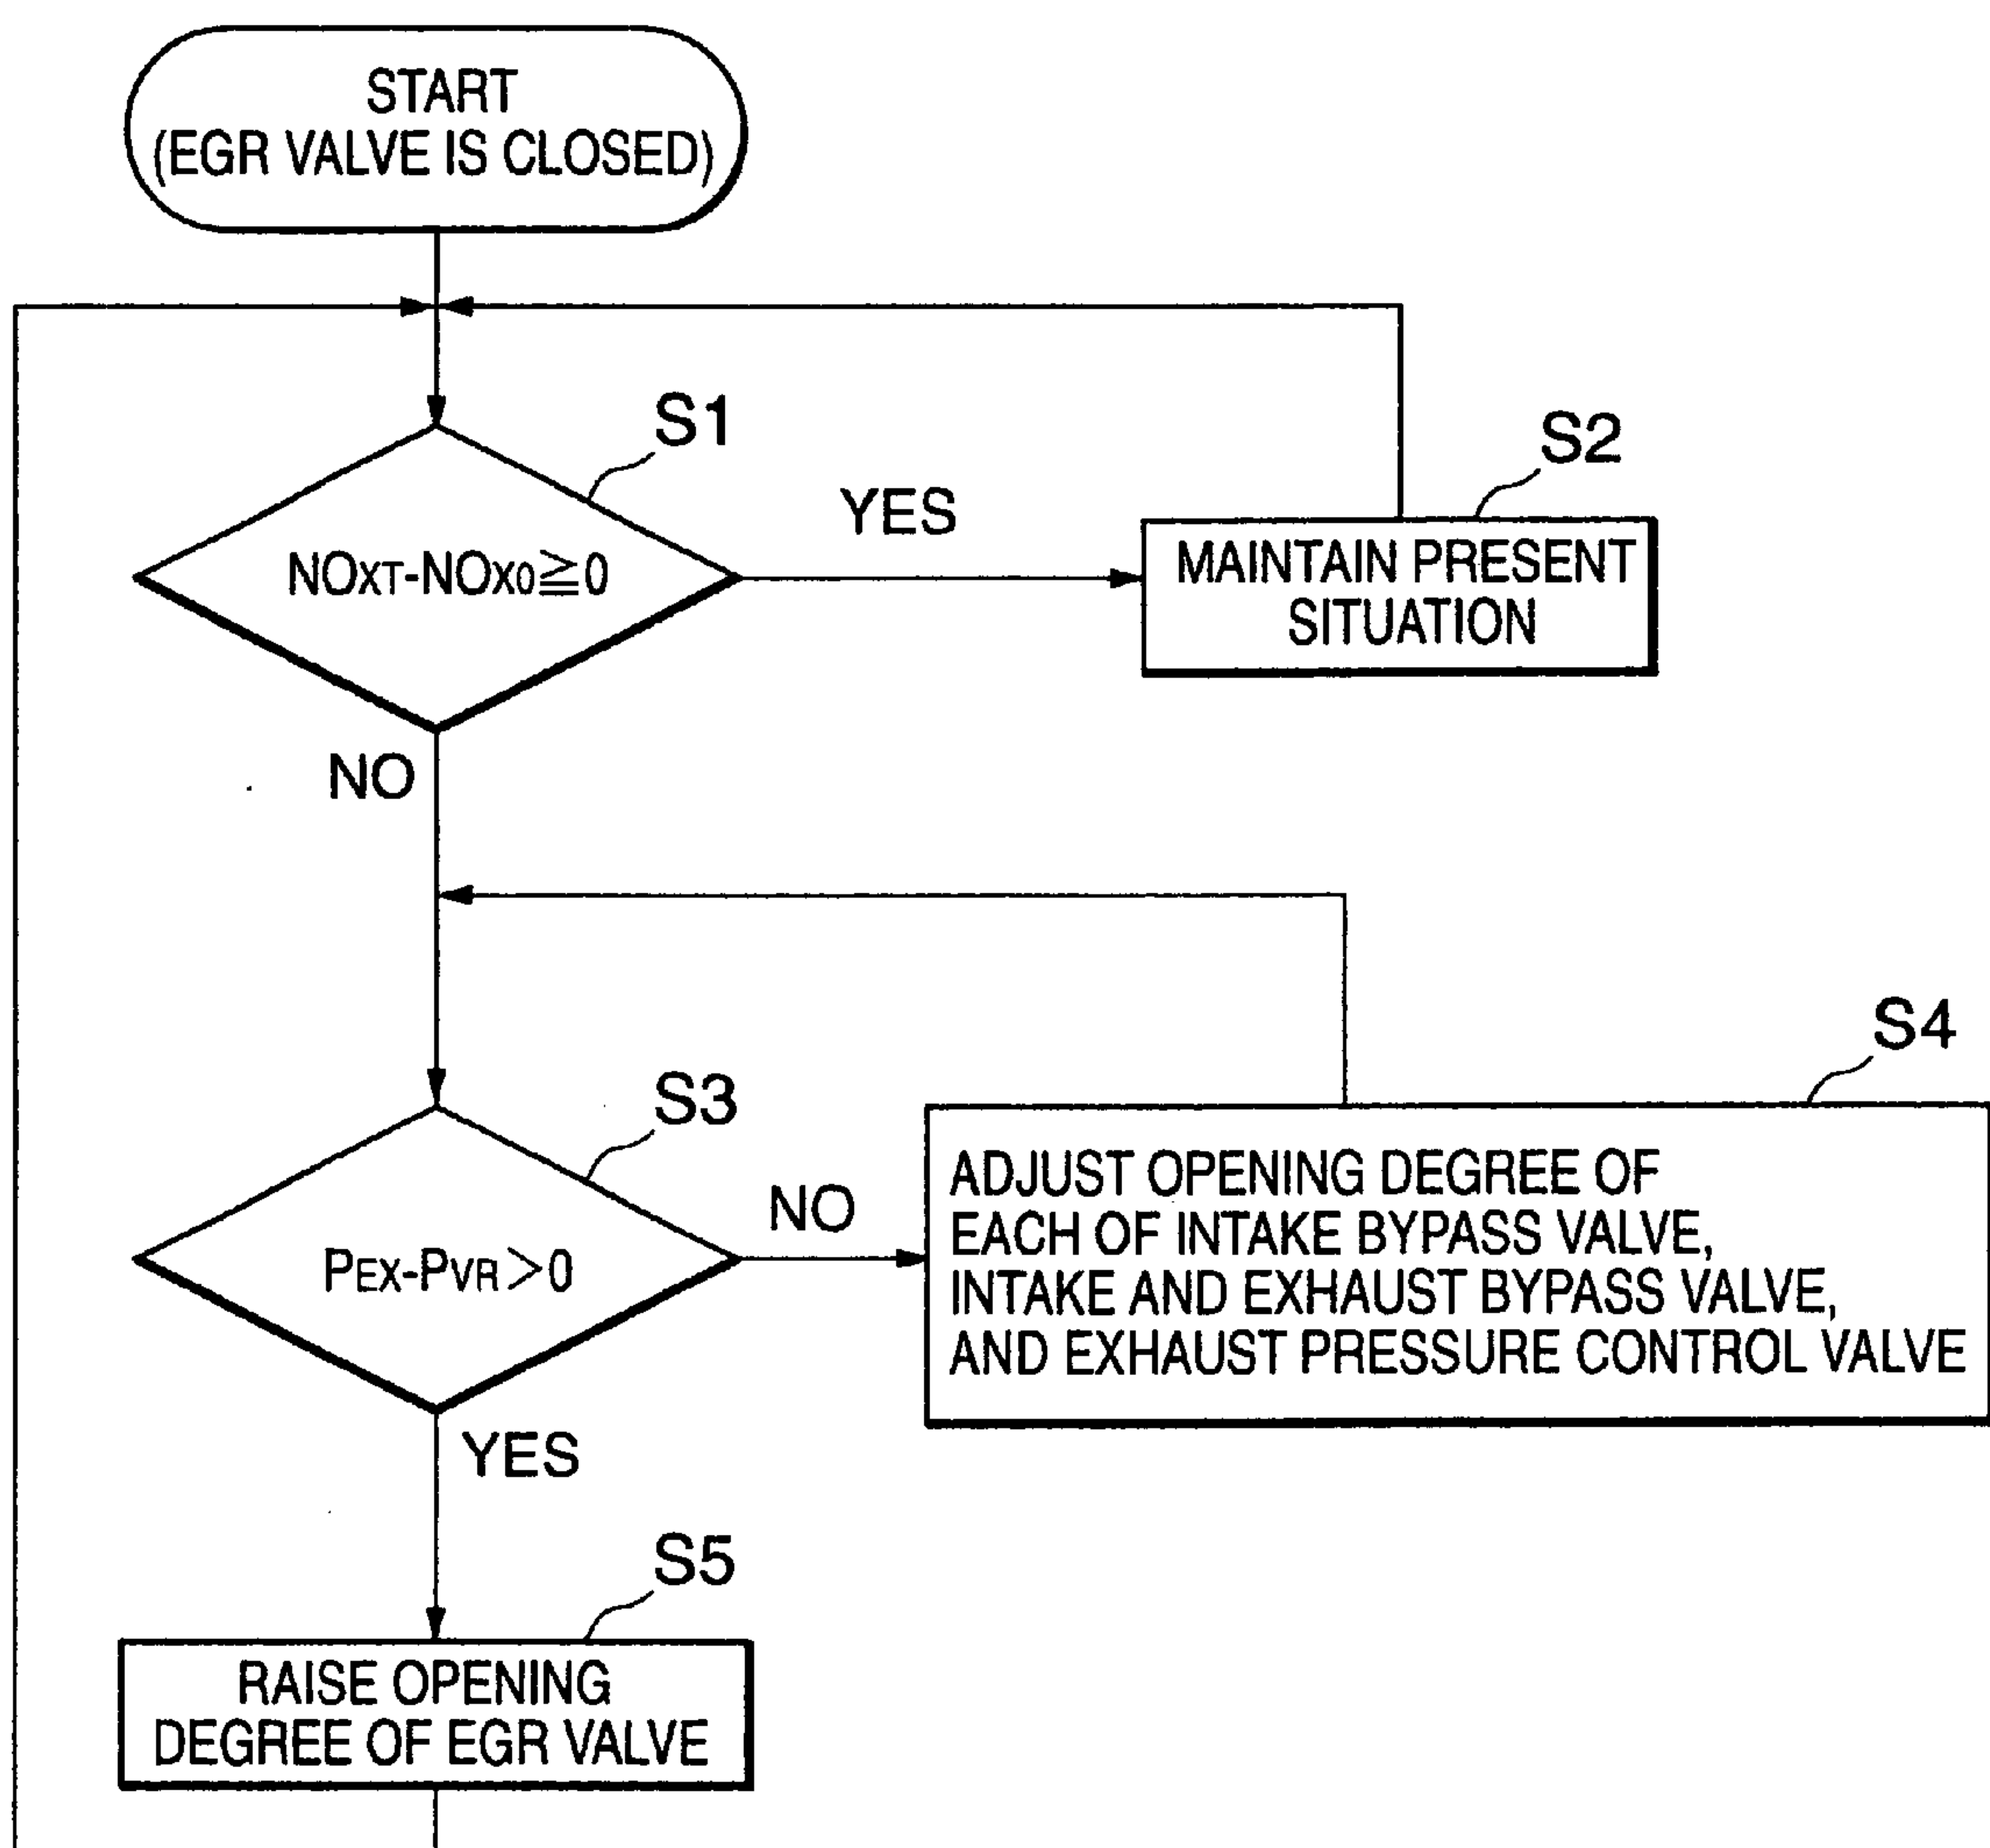 START
(EGR VALVE IS CLOSED)
S1
S2
YES
NOXT-NOX0≧0
MAINTAIN PRESENT
SITUATION
NO
S4
S3
ADJUST OPENING DEGREE OF
EACH OF INTAKE BYPASS VALVE,
INTAKE AND EXHAUST BYPASS VALVE,
AND EXHAUST PRESSURE CONTROL VALVE
NO
PEX-PVR>0
YES
S5
RAISE OPENING
DEGREE OF EGR VALVE